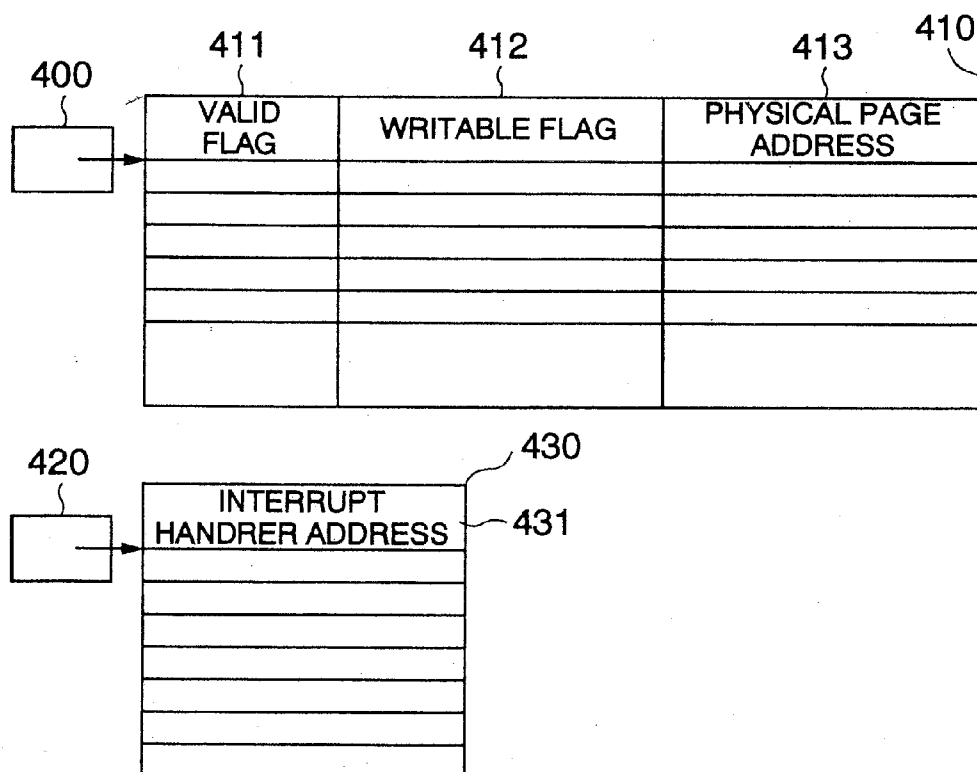 411
412
413
410
400
VALID
FLAG
WRITABLE FLAG
PHYSICAL PAGE
ADDRESS
420
430
INTERRUPT
HANDRER ADDRESS
431